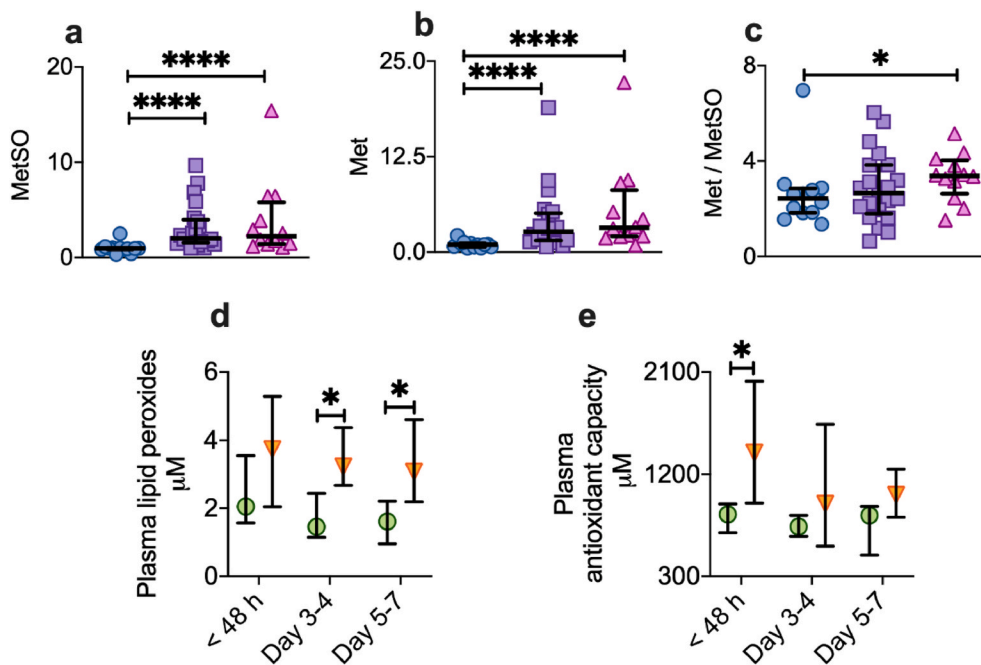 a
MetSO
20
10
0
****
****
b
Met
25.0
12.5
0.0
****
****
c
Met / MetSO
8
4
0
*
d
Plasma lipid peroxides
μM
6
4
2
0
*
*
< 48 h
Day 3-4
Day 5-7
e
Plasma
antioxidant capacity
μM
2100
1200
300
*
< 48 h
Day 3-4
Day 5-7